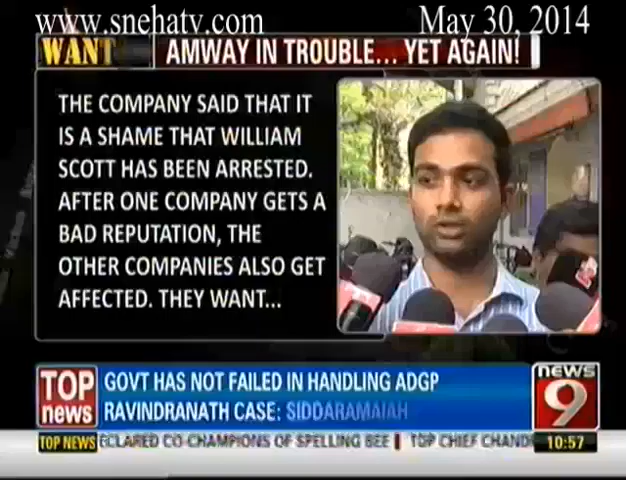 www.snehatv.com
May 30, 2014
WANT
AMWAY IN TROUBLE... YET AGAIN!
THE COMPANY SAID THAT IT
IS A SHAME THAT WILLIAM
SCOTT HAS BEEN ARRESTED.
AFTER ONE COMPANY GETS A
BAD REPUTATION, THE
OTHER COMPANIES ALSO GET
AFFECTED. THEY WANT...
TOP
news
GOVT HAS NOT FAILED IN HANDLING ADGP
RAVINDRANATH CASE: SIDDARAMAIAH
NEWS
9
TOP NEWS
ECLARED CO-CHAMPIONS OF SPELLING BEE
TDP CHIEF CHAND
10:57